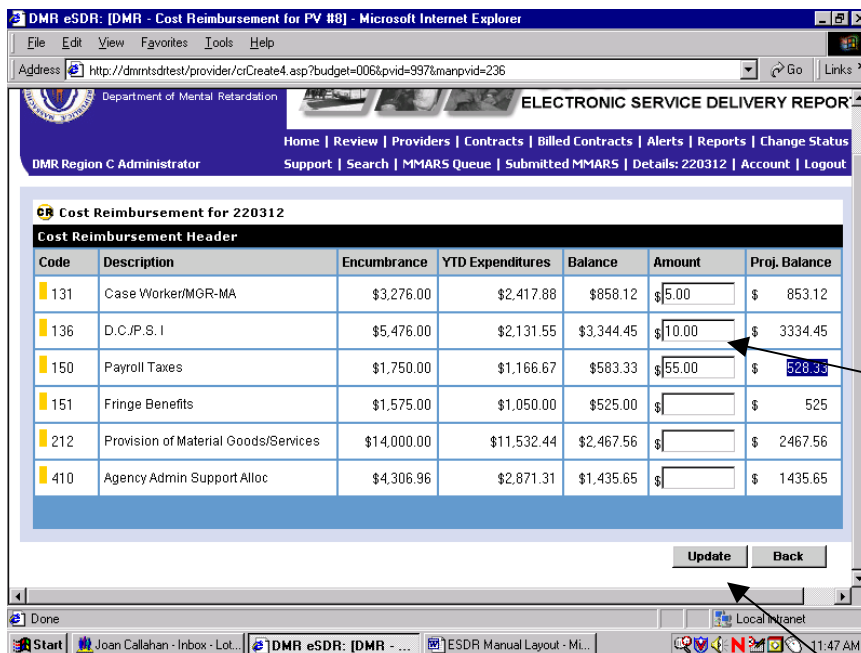 DMR eSDR: [DMR - Cost Reimbursement for PV #8] - Microsoft Internet Explorer
File Edit View Favorites Tools Help
Address http://dmrntsdrtest/provider/crCreate4.asp?budget=006&pvid=997&manpvid=236 Go Links
Department of Mental Retardation
ELECTRONIC SERVICE DELIVERY REPOR
Home | Review | Providers | Contracts | Billed Contracts | Alerts | Reports | Change Status
DMR Region C Administrator Support | Search | MMARS Queue | Submitted MMARS | Details: 220312 | Account | Logout
CR Cost Reimbursement for 220312
Cost Reimbursement Header
Code Description Encumbrance YTD Expenditures Balance Amount Proj. Balance
131 Case Worker/MGR-MA $3,276.00 $2,417.88 $858.12 $5.00 $ 853.12
136 D.C./P.S. I $5,476.00 $2,131.55 $3,344.45 $10.00 $ 3334.45
150 Payroll Taxes $1,750.00 $1,166.67 $583.33 $55.00 $ 528.33
151 Fringe Benefits $1,575.00 $1,050.00 $525.00 $ $ 525
212 Provision of Material Goods/Services $14,000.00 $11,532.44 $2,467.56 $ $ 2467.56
410 Agency Admin Support Alloc $4,306.96 $2,871.31 $1,435.65 $ $ 1435.65
Update Back
Done Local intranet
Start Joan Callahan - Inbox - Lot... DMR eSDR: [DMR - ... ESDR Manual Layout - Mi... 11:47 AM